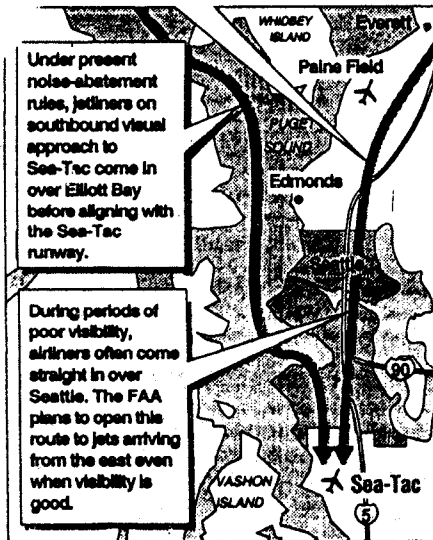 Under present
noise-abatement
rules, jetliners on
southbound visual
approach to
Sea-Tac come in
over Elliott Bay
before aligning with
the Sea-Tac
runway.
During periods of
poor visibility,
airliners often come
straight in over
Seattle. The FAA
plans to open this
route to jets arriving
from the east even
when visibility is
good.
WHIDBEY
ISLAND
Everett
Paine Field
PUGET
SOUND
Edmonds
Seattle
90
VASHON
ISLAND
Sea-Tac
5